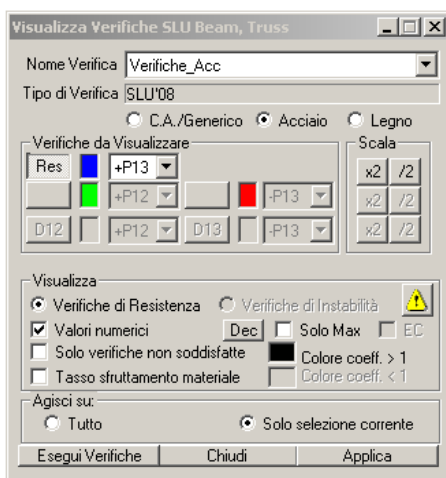 Visualizza Verifiche SLU Beam, Truss
Nome Verifica Verifiche_Acc
Tipo di Verifica SLU'08
C.A./Generico Acciaio Legno
Verifiche da Visualizzare Scala
Res +P13 x2 /2
+P12 -P13 x2 /2
D12 +P12 D13 -P13 x2 /2
Visualizza
Verifiche di Resistenza Verifiche di Instabilità
Valori numerici Dec Solo Max EC
Solo verifiche non soddisfatte Colore coeff. > 1
Tasso sfruttamento materiale Colore coeff. < 1
Agisci su:
Tutto Solo selezione corrente
Esegui Verifiche Chiudi Applica